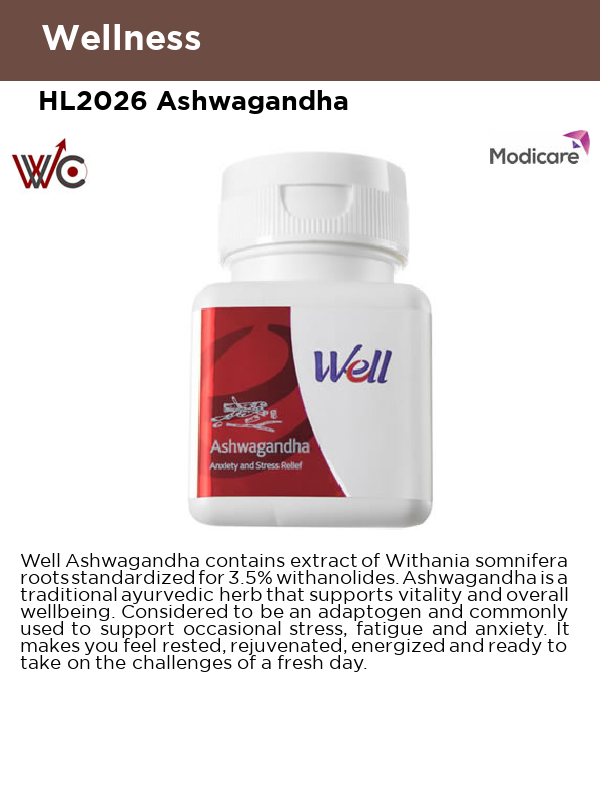 Wellness
HL2026 Ashwagandha
WC
Modicare
Well
Ashwagandha
Anxiety and Stress Relief
Well Ashwagandha contains extract of Withania somnifera
roots standardized for 3.5% withanolides. Ashwagandha is a
traditional ayurvedic herb that supports vitality and overall
wellbeing. Considered to be an adaptogen and commonly
used to support occasional stress, fatigue and anxiety. It
makes you feel rested, rejuvenated, energized and ready to
take on the challenges of a fresh day.